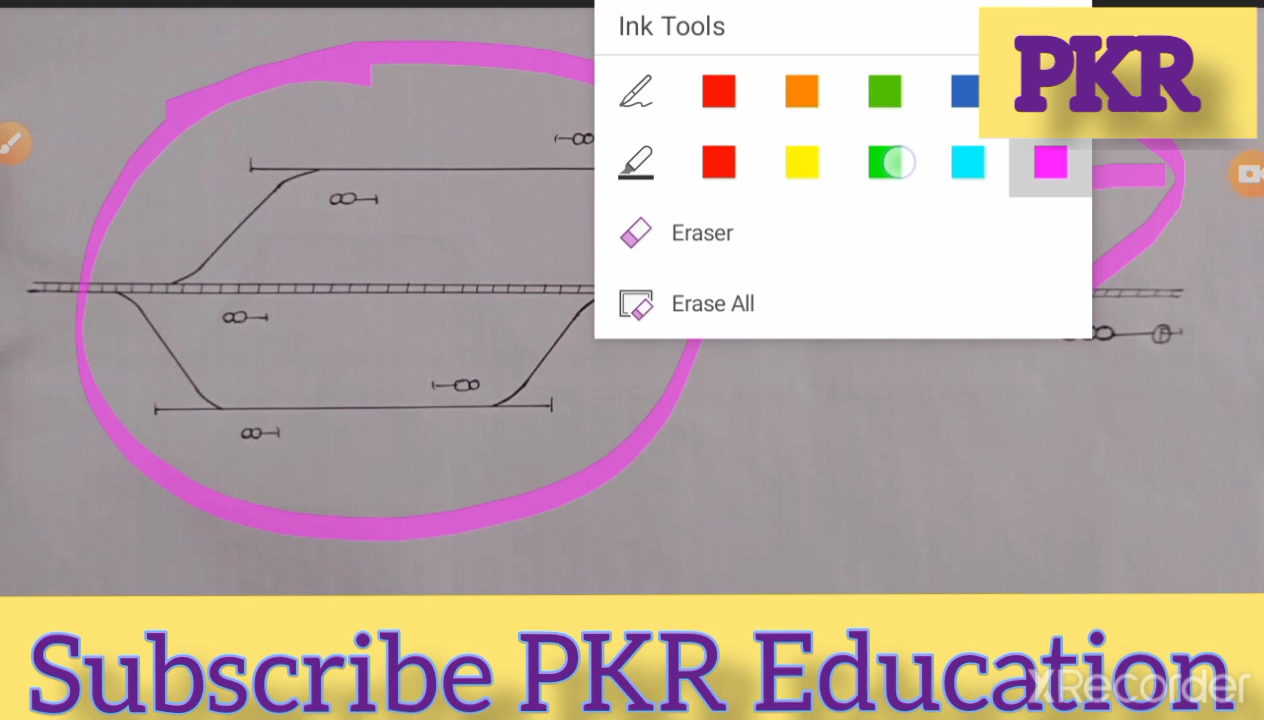 Ink Tools
PKR
Eraser
Erase All
Subscribe PKR Education
XRecorder